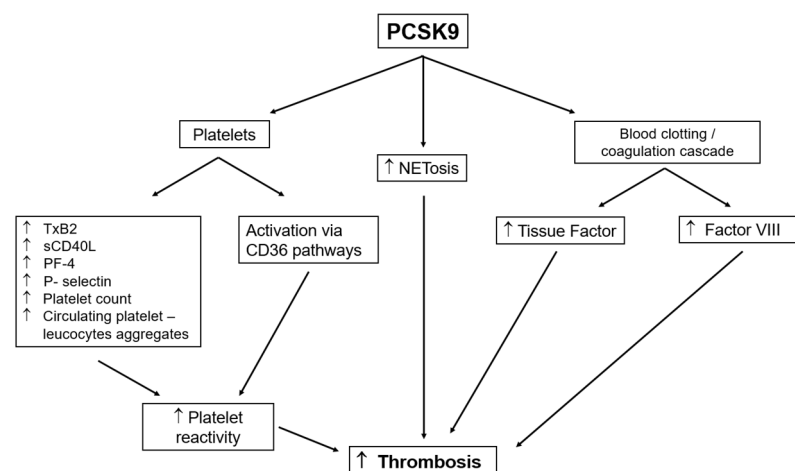 PCSK9
Platelets
↑ NETosis
Blood clotting /
coagulation cascade
↑ TxB2
↑ sCD40L
↑ PF-4
↑ P- selectin
↑ Platelet count
↑ Circulating platelet –
leucocytes aggregates
Activation via
CD36 pathways
↑ Tissue Factor
↑ Factor VIII
↑ Platelet
reactivity
↑ Thrombosis